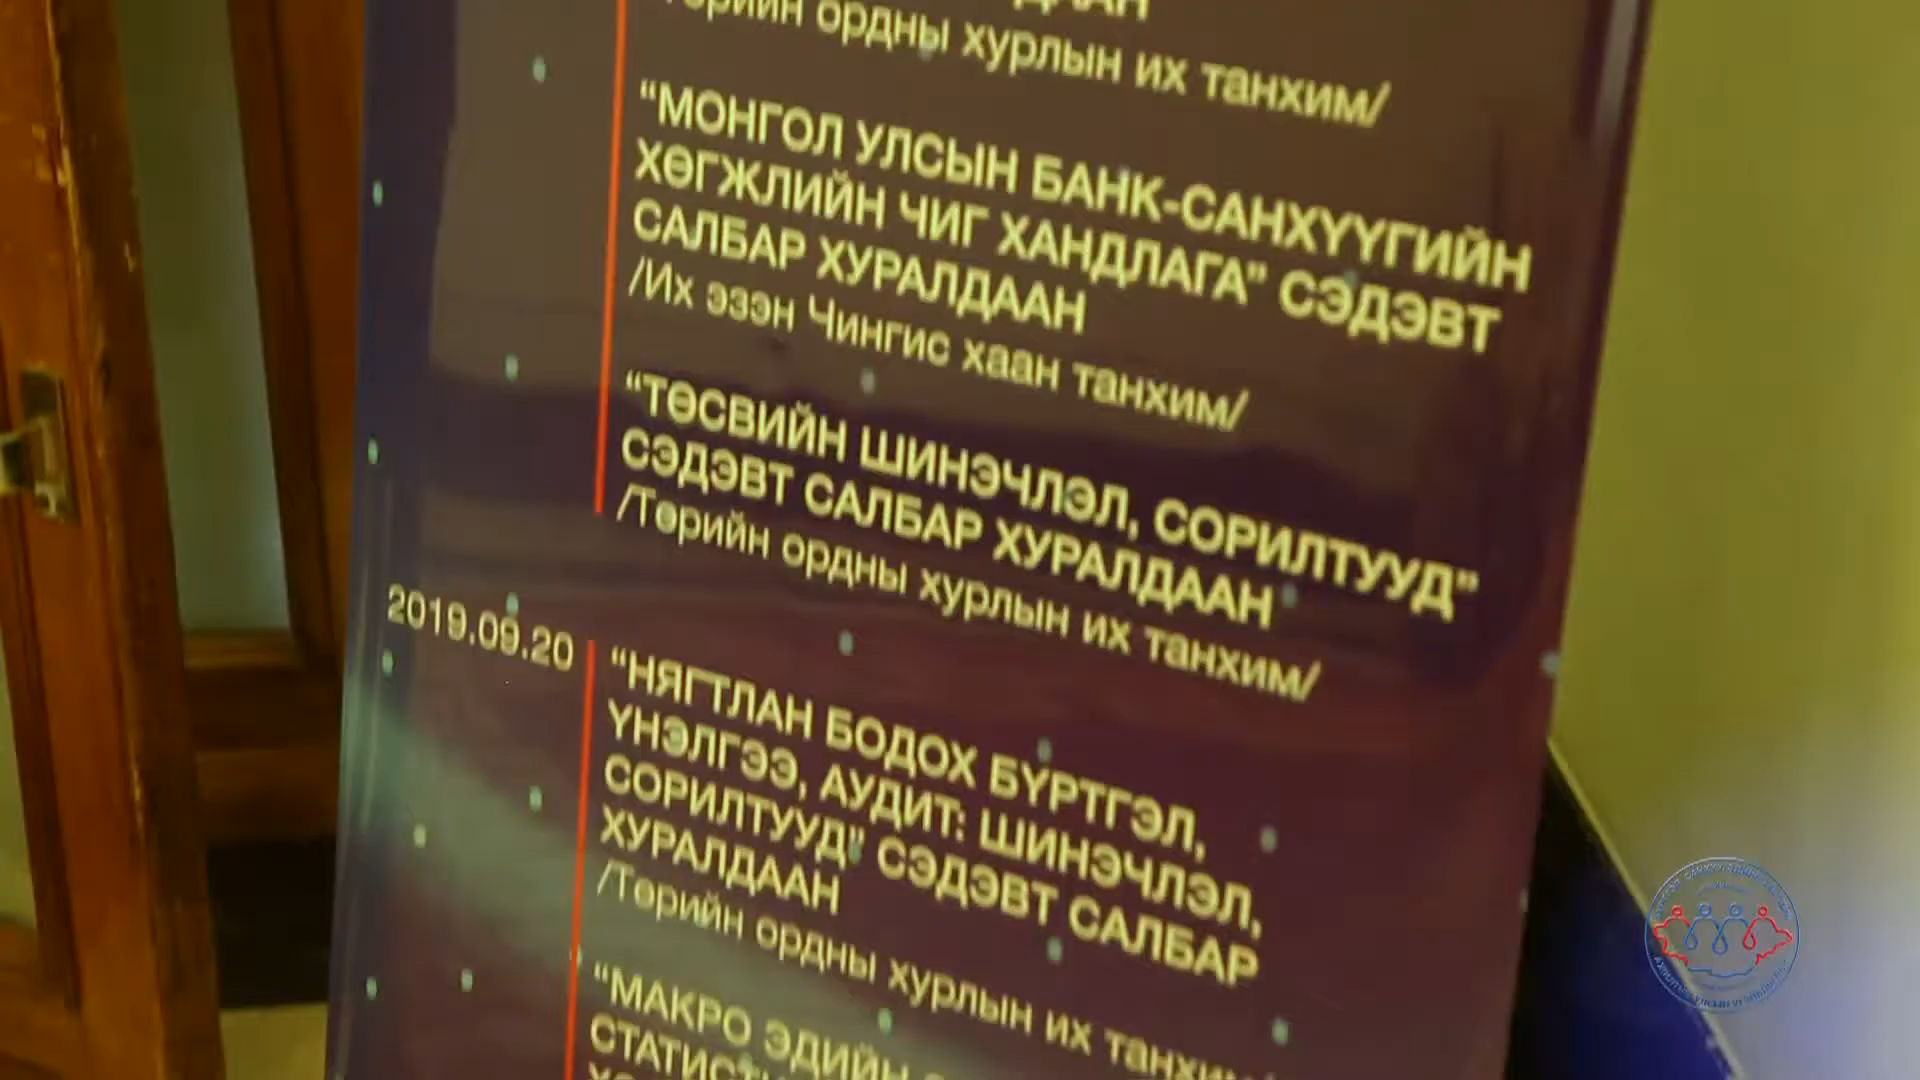 ордны хурлын их танхим/
“МОНГОЛ УЛСЫН БАНК-САНХҮҮГИЙН
ХӨГЖЛИЙН ЧИГ ХАНДЛАГА” СЭДЭВТ
САЛБАР ХУРАЛДААН
/Их эзэн Чингис хаан танхим/
“ТӨСВИЙН ШИНЭЧЛЭЛ, СОРИЛТУУД”
СЭДЭВТ САЛБАР ХУРАЛДААН
/Төрийн ордны хурлын их танхим/
2019.09.20
“НЯГТЛАН БОДОХ БҮРТГЭЛ,
ҮНЭЛГЭЭ, АУДИТ: ШИНЭЧЛЭЛ,
СОРИЛТУУД” СЭДЭВТ САЛБАР
ХУРАЛДААН
/Төрийн ордны хурлын их танхим/
“МАКРО ЭДИЙН